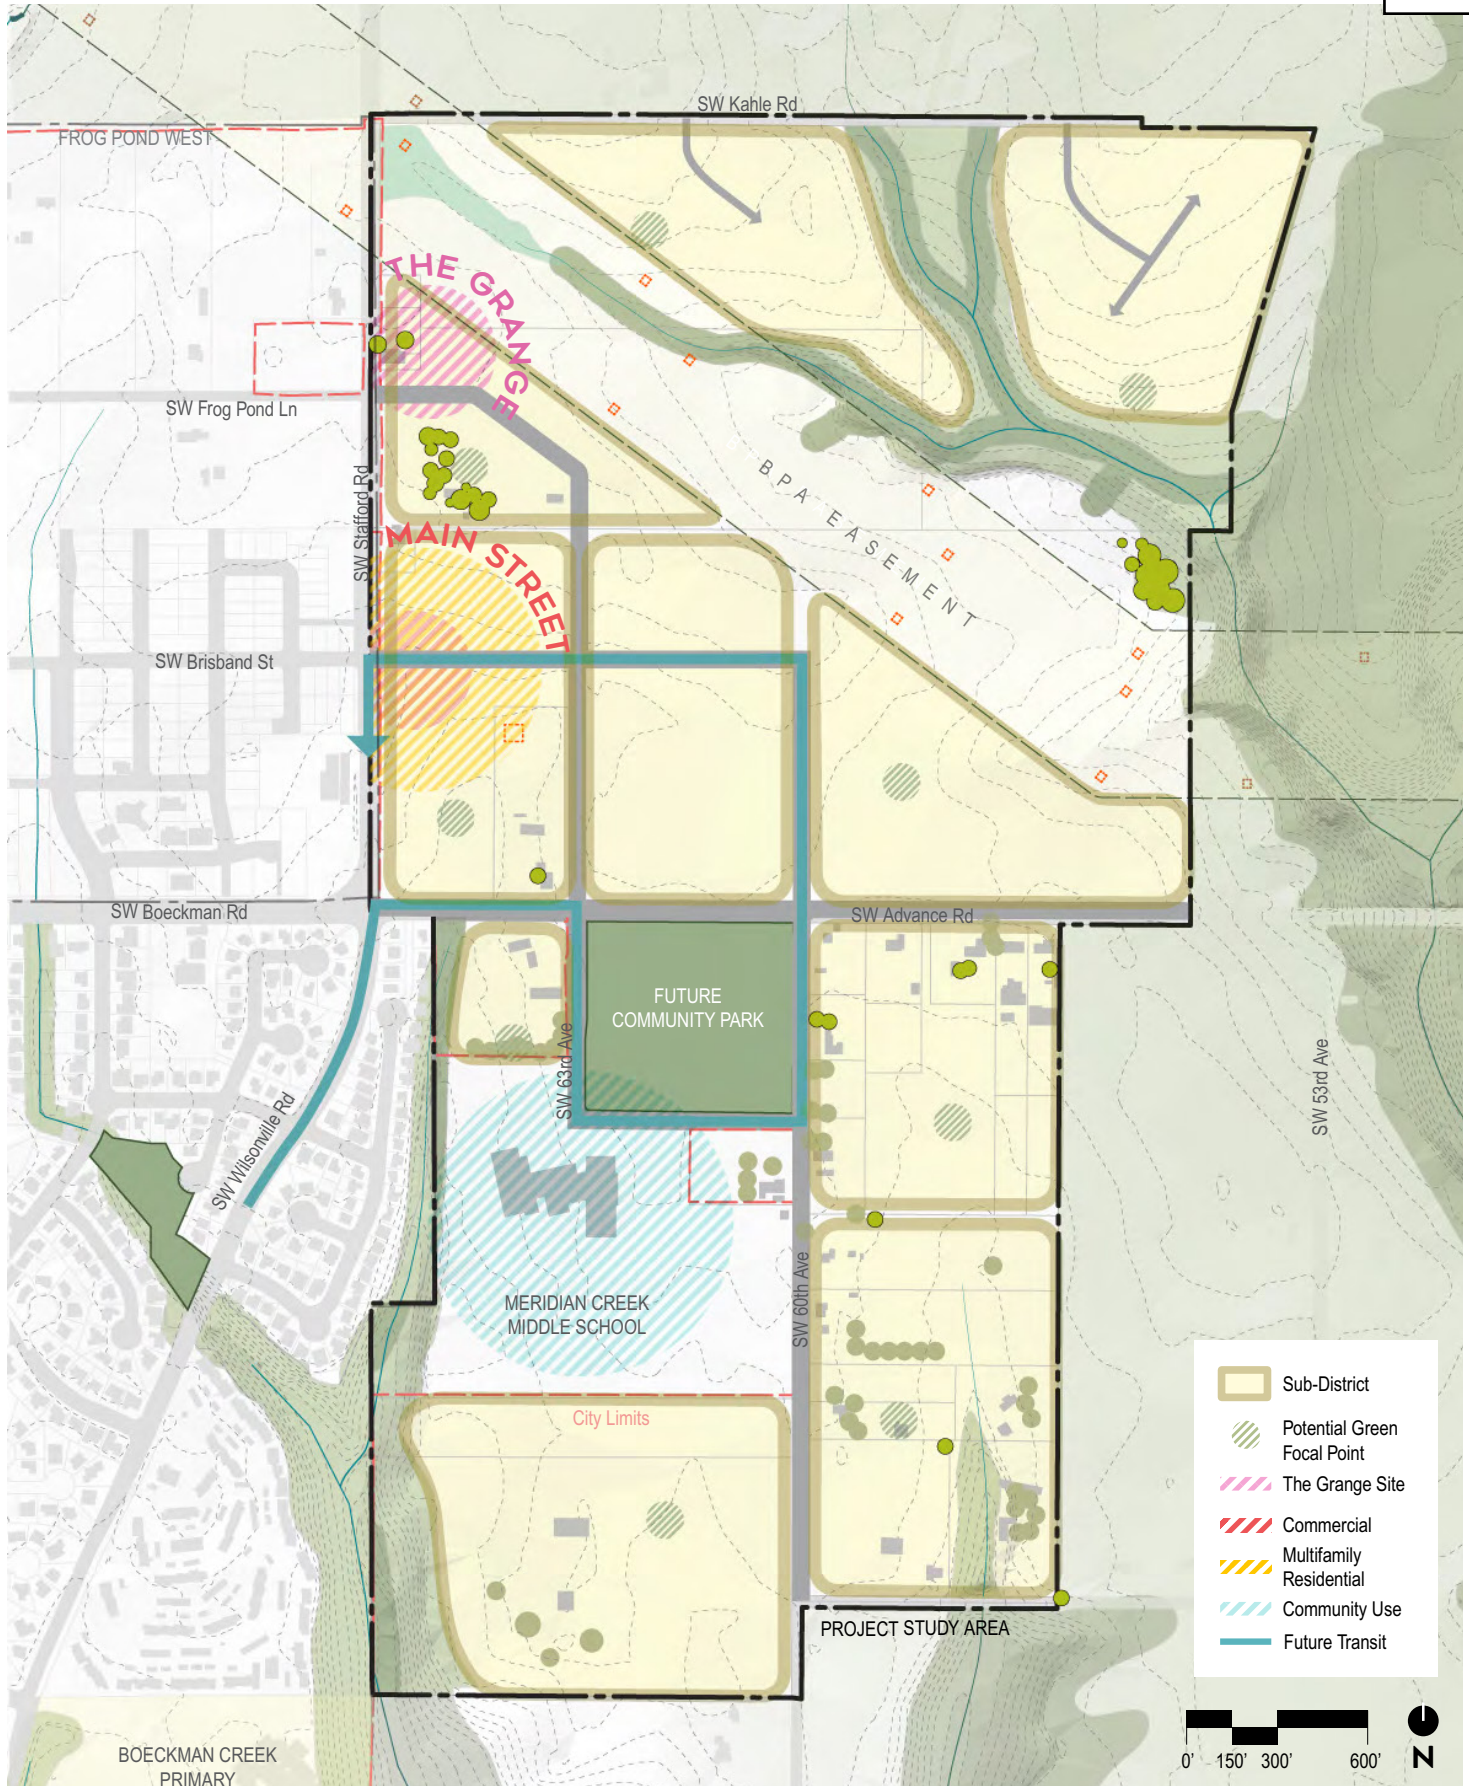 SW Kahle Rd
FROG POND WEST
THE GRANGE
SW Frog Pond Ln
SW Stafford Rd
BPA EASEMENT
MAIN STREET
SW Brisband St
SW Boeckman Rd
SW Advance Rd
FUTURE
COMMUNITY PARK
SW 63rd Ave
SW 53rd Ave
SW Wilsonville Rd
SW 60th Ave
MERIDIAN CREEK
MIDDLE SCHOOL
City Limits
PROJECT STUDY AREA
BOECKMAN CREEK
PRIMARY
Sub-District
Potential Green
Focal Point
The Grange Site
Commercial
Multifamily
Residential
Community Use
Future Transit
0' 150' 300' 600'
N